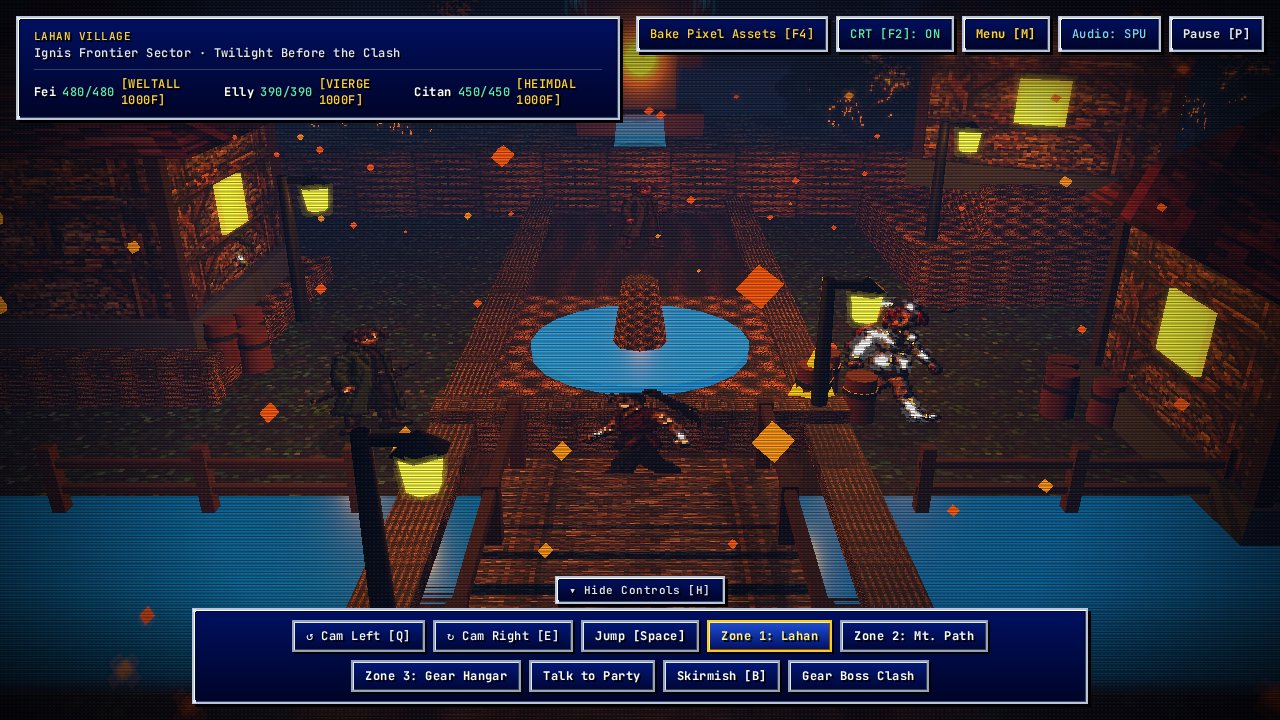 LAHAN VILLAGE
Ignis Frontier Sector · Twilight Before the Clash
Fei 480/480 [WELTALL 1000F] Elly 390/390 [VIERGE 1000F] Citan 450/450 [HEIMDAL 1000F]
Bake Pixel Assets [F4] CRT [F2]: ON Menu [M] Audio: SPU Pause [P]
▾ Hide Controls [H]
↺ Cam Left [Q] ↻ Cam Right [E] Jump [Space] Zone 1: Lahan Zone 2: Mt. Path
Zone 3: Gear Hangar Talk to Party Skirmish [B] Gear Boss Clash